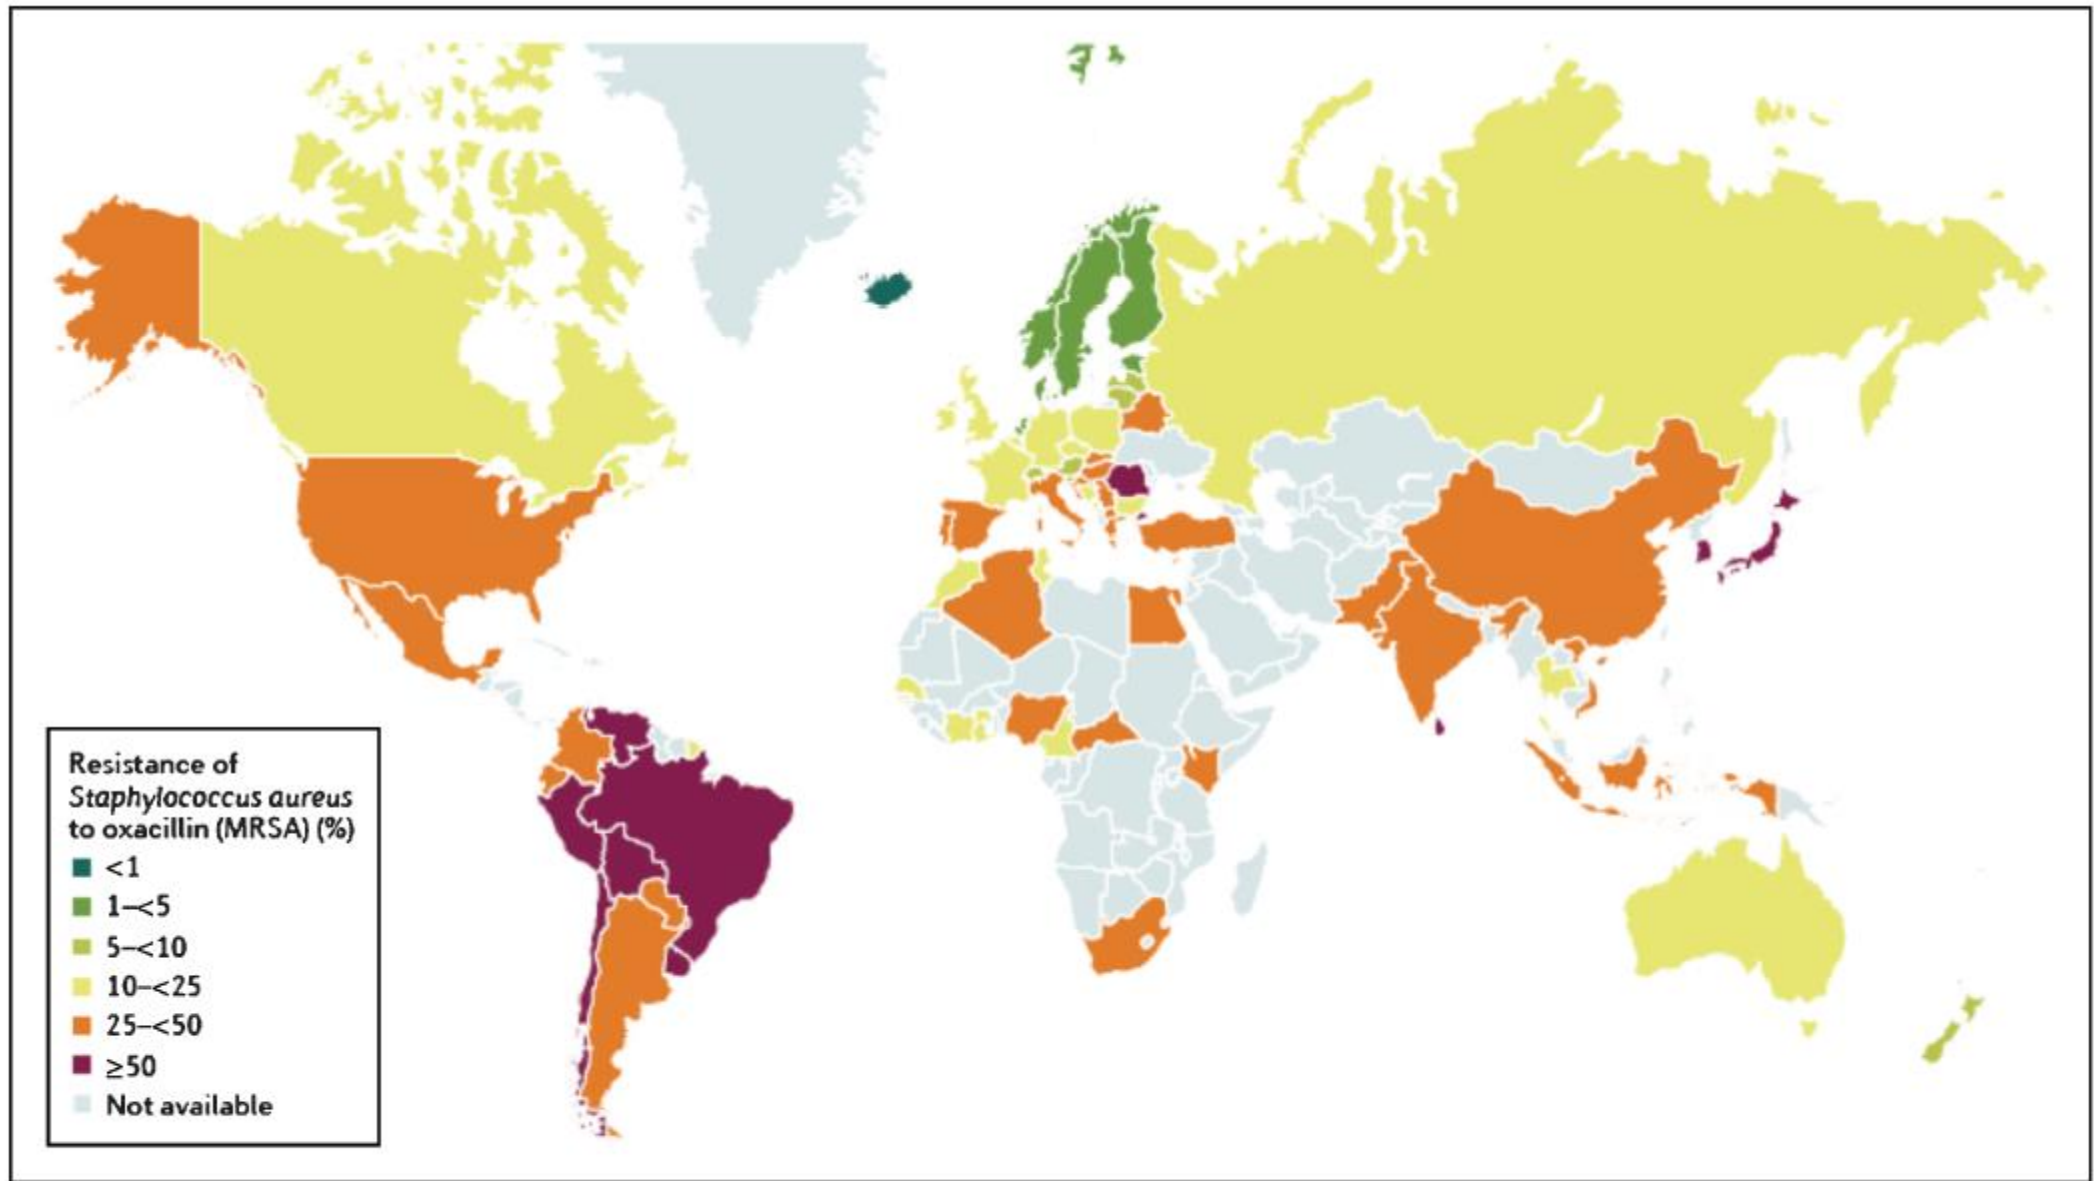 Resistance of
Staphylococcus aureus
to oxacillin (MRSA) (%)
<1
1–<5
5–<10
10–<25
25–<50
≥50
Not available